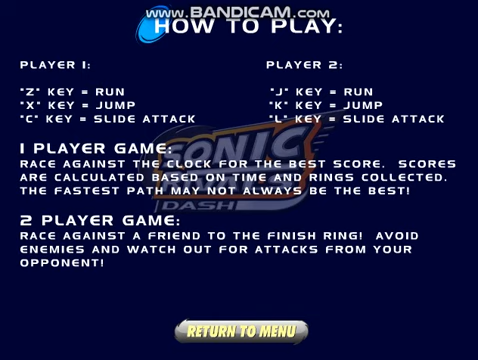 www.BANDICAM.com
HOW TO PLAY:
PLAYER 1:
"Z" KEY = RUN
"X" KEY = JUMP
"C" KEY = SLIDE ATTACK
PLAYER 2:
"J" KEY = RUN
"K" KEY = JUMP
"L" KEY = SLIDE ATTACK
1 PLAYER GAME:
RACE AGAINST THE CLOCK FOR THE BEST SCORE. SCORES
ARE CALCULATED BASED ON TIME AND RINGS COLLECTED.
THE FASTEST PATH MAY NOT ALWAYS BE THE BEST!
SONIC
DASH
2 PLAYER GAME:
RACE AGAINST A FRIEND TO THE FINISH RING! AVOID
ENEMIES AND WATCH OUT FOR ATTACKS FROM YOUR
OPPONENT!
RETURN TO MENU